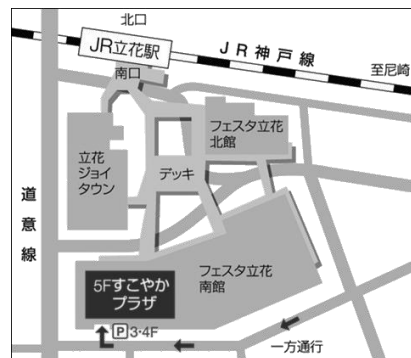 北口
JR立花駅
JR神戸線
至尼崎
南口
フェスタ立花
北館
立花
ジョイ
タウン
デッキ
道意線
フェスタ立花
南館
5Fすこやか
プラザ
P3・4F
一方通行